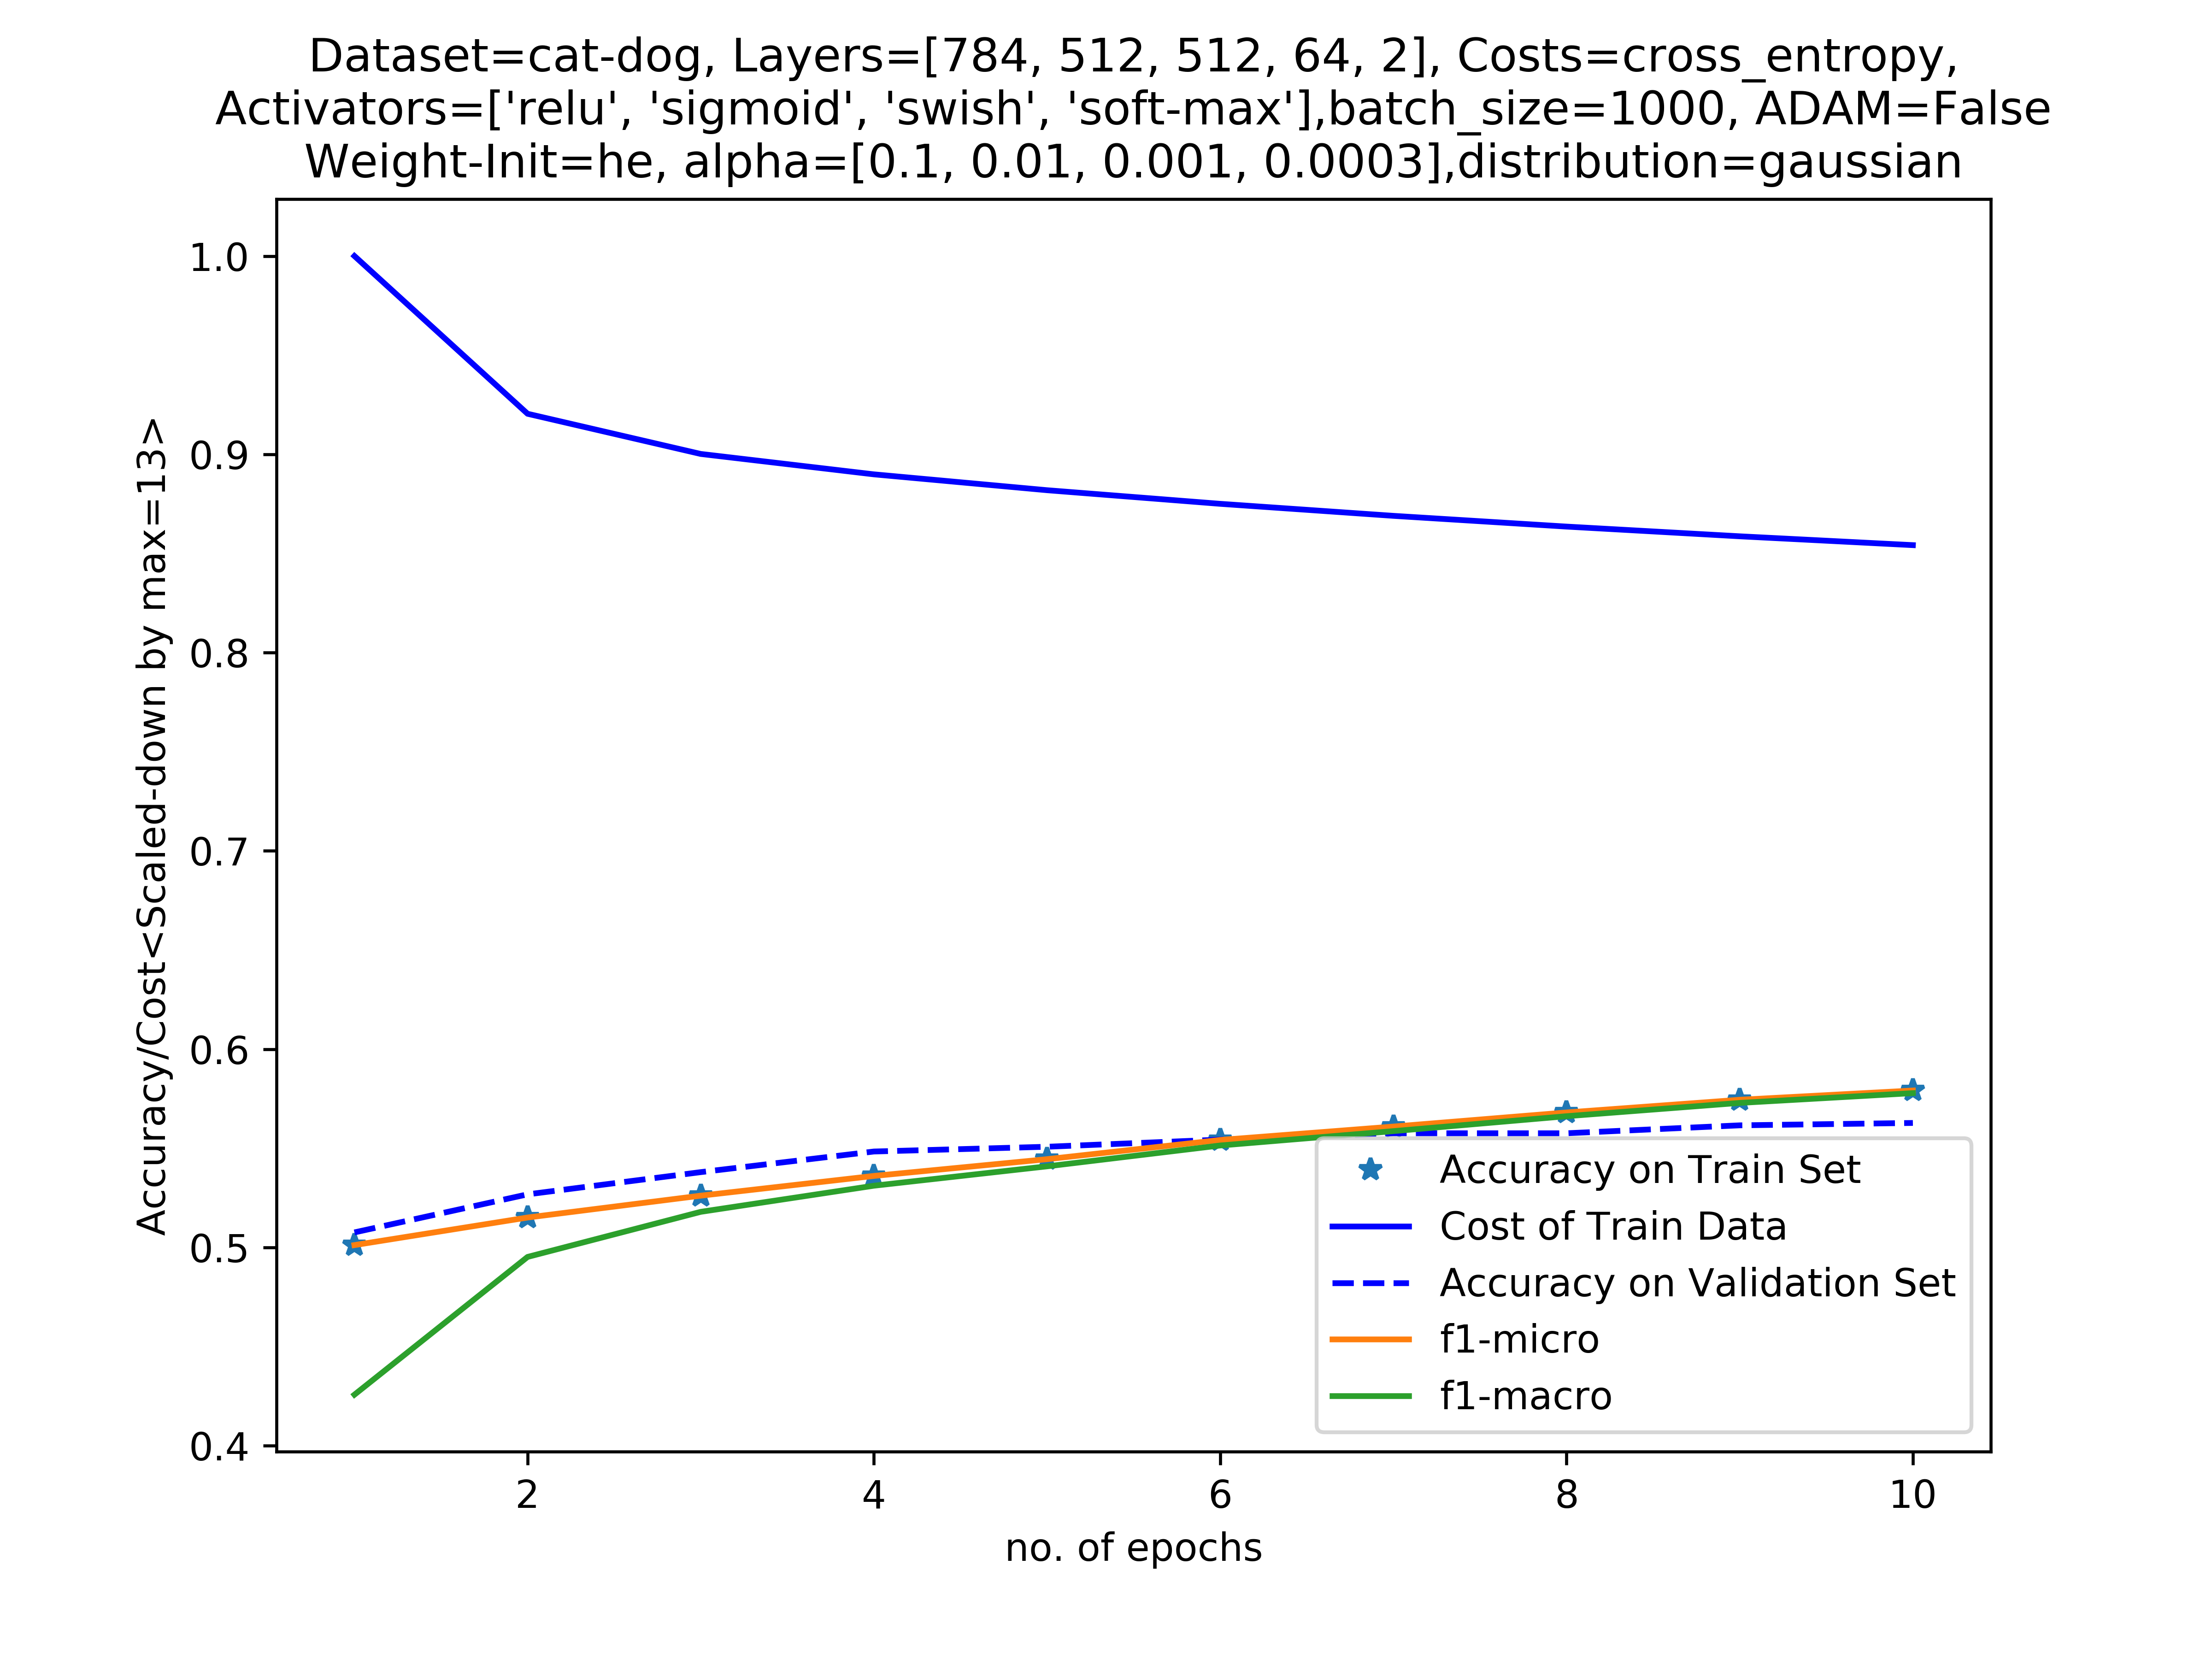 Dataset=cat-dog, Layers=[784, 512, 512, 64, 2], Costs=cross_entropy,
Activators=['relu', 'sigmoid', 'swish', 'soft-max'],batch_size=1000, ADAM=False
Weight-Init=he, alpha=[0.1, 0.01, 0.001, 0.0003],distribution=gaussian
Accuracy/Cost<Scaled-down by max=13>
1.0
0.9
0.8
0.7
0.6
0.5
0.4
Accuracy on Train Set
Cost of Train Data
Accuracy on Validation Set
f1-micro
f1-macro
2 4 6 8 10
no. of epochs